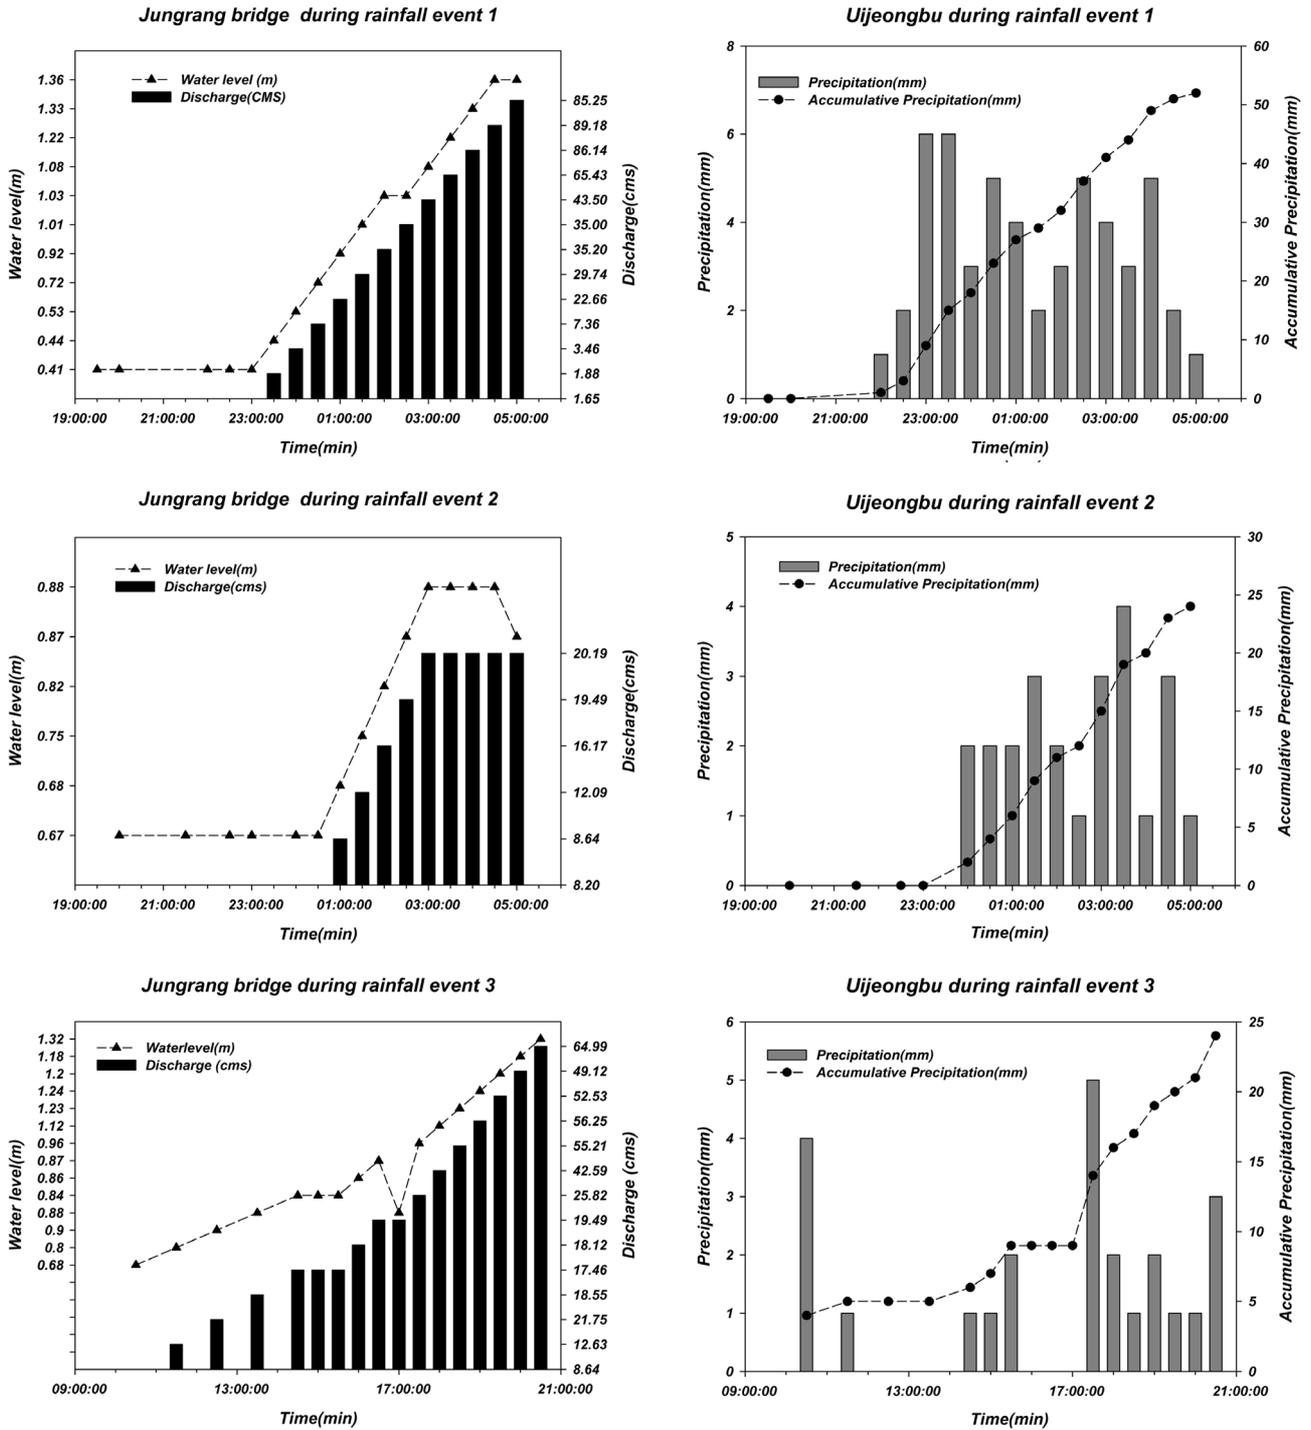 Jungrang bridge  during rainfall event 1
Water level (m)
Discharge(CMS)
Water level(m)
1.36
1.33
1.22
1.08
1.03
1.01
0.92
0.72
0.53
0.44
0.41
Discharge(cms)
85.25
89.18
86.14
65.43
43.50
35.00
35.20
29.74
22.66
7.36
3.46
1.88
1.65
19:00:00 21:00:00 23:00:00 01:00:00 03:00:00 05:00:00
Time(min)
Uijeongbu during rainfall event 1
Precipitation(mm)
Accumulative Precipitation(mm)
Precipitation(mm)
8
6
4
2
0
Accumulative Precipitation(mm)
60
50
40
30
20
10
0
19:00:00 21:00:00 23:00:00 01:00:00 03:00:00 05:00:00
Time(min)
Jungrang bridge  during rainfall event 2
Water level(m)
Discharge(cms)
Water level(m)
0.88
0.87
0.82
0.75
0.68
0.67
Discharge(cms)
20.19
19.49
16.17
12.09
8.64
8.20
19:00:00 21:00:00 23:00:00 01:00:00 03:00:00 05:00:00
Time(min)
Uijeongbu during rainfall event 2
Precipitation(mm)
Accumulative Precipitation(mm)
Precipitation(mm)
5
4
3
2
1
0
Accumulative Precipitation(mm)
30
25
20
15
10
5
0
19:00:00 21:00:00 23:00:00 01:00:00 03:00:00 05:00:00
Time(min)
Jungrang bridge during rainfall event 3
Waterlevel(m)
Discharge (cms)
Water level(m)
1.32
1.18
1.2
1.24
1.23
1.12
0.96
0.87
0.86
0.84
0.88
0.9
0.8
0.68
Discharge (cms)
64.99
49.12
52.53
56.25
55.21
42.59
25.82
19.49
18.12
17.46
18.55
21.75
12.63
8.64
09:00:00 13:00:00 17:00:00 21:00:00
Time(min)
Uijeongbu during rainfall event 3
Precipitation(mm)
Accumulative Precipitation(mm)
Precipitation(mm)
6
5
4
3
2
1
0
Accumulative Precipitation(mm)
25
20
15
10
5
0
09:00:00 13:00:00 17:00:00 21:00:00
Time(min)